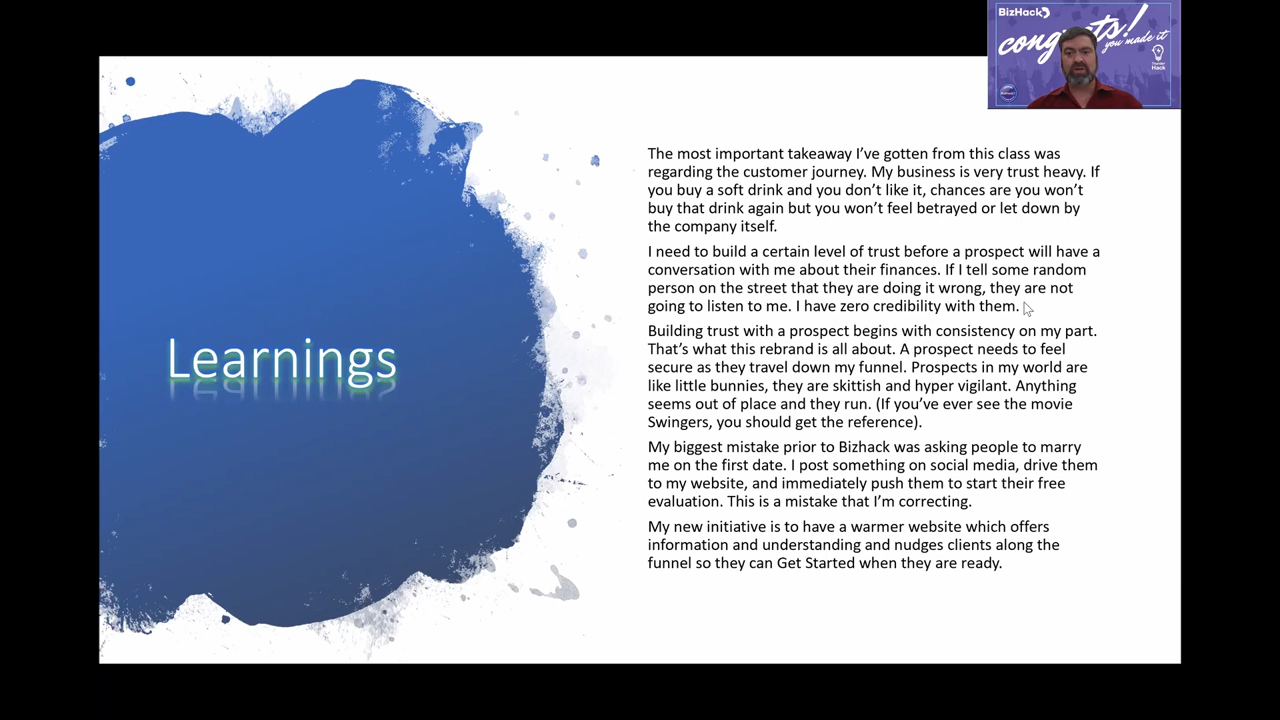 BizHack
congrats!
you made it
Learnings
The most important takeaway I’ve gotten from this class was
regarding the customer journey. My business is very trust heavy. If
you buy a soft drink and you don’t like it, chances are you won’t
buy that drink again but you won’t feel betrayed or let down by
the company itself.
I need to build a certain level of trust before a prospect will have a
conversation with me about their finances. If I tell some random
person on the street that they are doing it wrong, they are not
going to listen to me. I have zero credibility with them.
Building trust with a prospect begins with consistency on my part.
That’s what this rebrand is all about. A prospect needs to feel
secure as they travel down my funnel. Prospects in my world are
like little bunnies, they are skittish and hyper vigilant. Anything
seems out of place and they run. (If you’ve ever see the movie
Swingers, you should get the reference).
My biggest mistake prior to Bizhack was asking people to marry
me on the first date. I post something on social media, drive them
to my website, and immediately push them to start their free
evaluation. This is a mistake that I’m correcting.
My new initiative is to have a warmer website which offers
information and understanding and nudges clients along the
funnel so they can Get Started when they are ready.